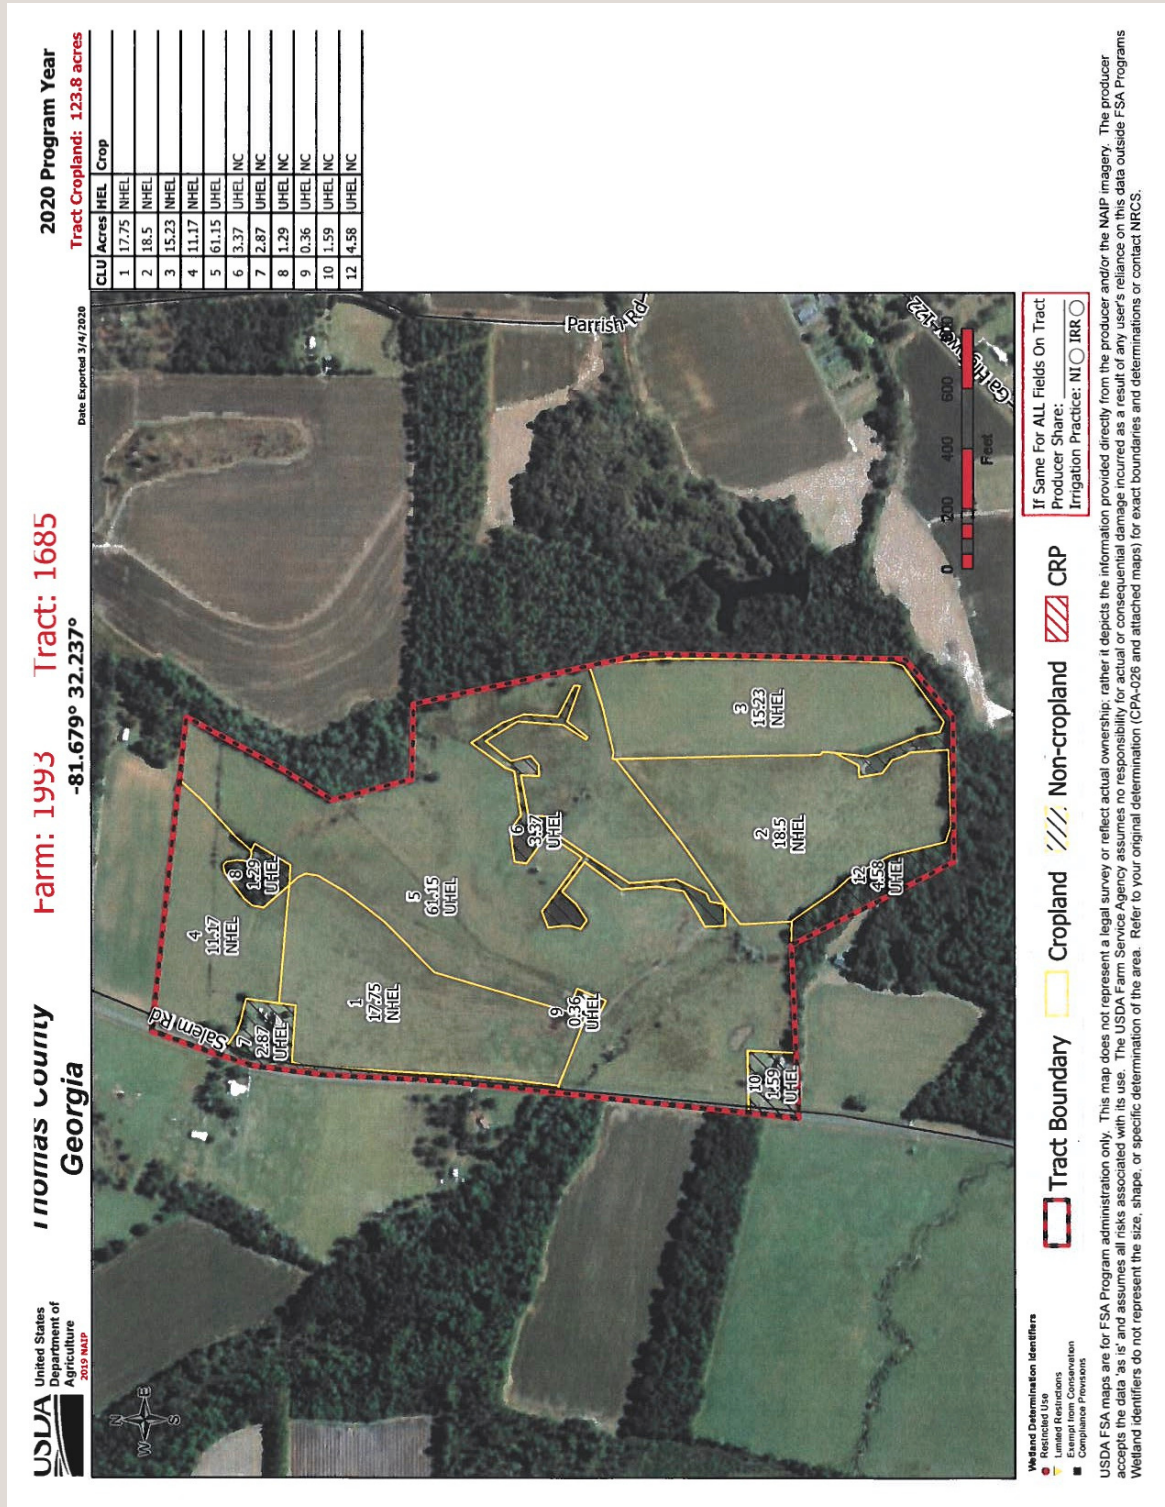 USDA
United States
Department of
Agriculture
2019 NAIP
Thomas County
Georgia
Farm: 1993 Tract: 1685
-81.679° 32.237°
Date Exported 3/4/2020
2020 Program Year
Tract Cropland: 123.8 acres
CLU Acres HEL Crop
1 17.75 NHEL
2 18.5 NHEL
3 15.23 NHEL
4 11.17 NHEL
5 61.15 UHEL
6 3.37 UHEL NC
7 2.87 UHEL NC
8 1.29 UHEL NC
9 0.36 UHEL NC
10 1.59 UHEL NC
12 4.58 UHEL NC
N
W E
S
Salem Rd
4
11.17
NHEL
8
1.29
UHEL
7
2.87
UHEL
1
17.75
NHEL
5
61.15
UHEL
6
3.37
UHEL
9
0.36
UHEL
3
15.23
NHEL
2
18.5
NHEL
10
1.59
UHEL
12
4.58
UHEL
Parrish Rd
Ga Highway 122
0 200 400 600 800
Feet
Wetland Determination Identifiers
Restricted Use
Limited Restrictions
Exempt from Conservation
Compliance Provisions
Tract Boundary
Cropland
Non-cropland
CRP
If Same For ALL Fields On Tract
Producer Share:
Irrigation Practice: NI IRR
USDA FSA maps are for FSA Program administration only. This map does not represent a legal survey or reflect actual ownership; rather it depicts the information provided directly from the producer and/or the NAIP imagery. The producer
accepts the data 'as is' and assumes all risks associated with its use. The USDA Farm Service Agency assumes no responsibility for actual or consequential damage incurred as a result of any user's reliance on this data outside FSA Programs
Wetland identifiers do not represent the size, shape, or specific determination of the area. Refer to your original determination (CPA-026 and attached maps) for exact boundaries and determinations or contact NRCS.